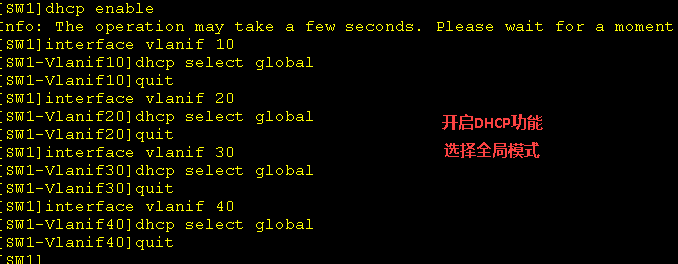 [SW1]dhcp enable
Info: The operation may take a few seconds. Please wait for a moment
[SW1]interface vlanif 10
[SW1-Vlanif10]dhcp select global
[SW1-Vlanif10]quit
[SW1]interface vlanif 20
[SW1-Vlanif20]dhcp select global
[SW1-Vlanif20]quit
[SW1]interface vlanif 30
[SW1-Vlanif30]dhcp select global
[SW1-Vlanif30]quit
[SW1]interface vlanif 40
[SW1-Vlanif40]dhcp select global
[SW1-Vlanif40]quit
[SW1]
开启DHCP功能
选择全局模式